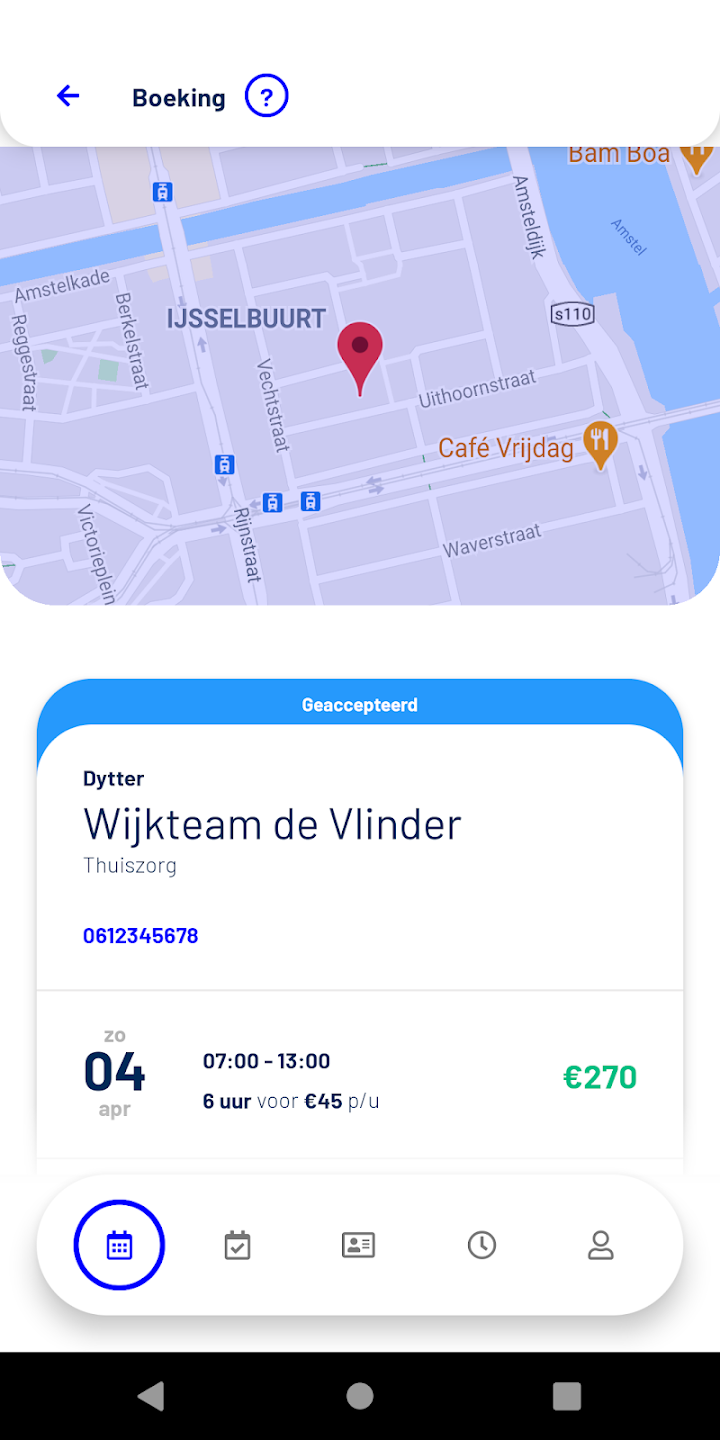 Boeking ?
Bam Boa
Amsteldijk
Amstel
Amstelkade
Berkelstraat
Reggestraat
IJSSELBUURT
s110
Vechtstraat
Uithoornstraat
Café Vrijdag
Victorieplein
Rijnstraat
Waverstraat
Geaccepteerd
Dytter
Wijkteam de Vlinder
Thuiszorg
0612345678
zo
04
apr
07:00 - 13:00
6 uur voor €45 p/u
€270